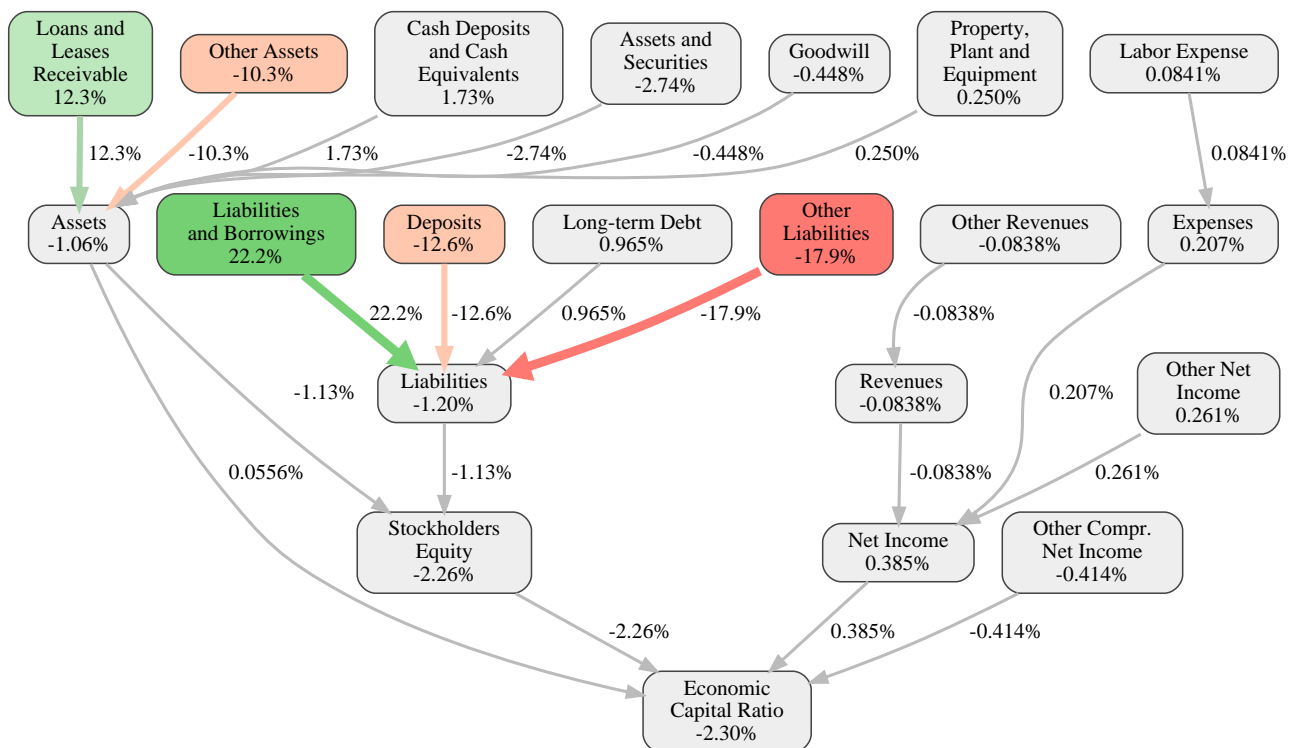 Loans and
Leases
Receivable
12.3%
Other Assets
-10.3%
Cash Deposits
and Cash
Equivalents
1.73%
Assets and
Securities
-2.74%
Goodwill
-0.448%
Property,
Plant and
Equipment
0.250%
Labor Expense
0.0841%
12.3%
-10.3%
1.73%
-2.74%
-0.448%
0.250%
0.0841%
Assets
-1.06%
Liabilities
and Borrowings
22.2%
Deposits
-12.6%
Long-term Debt
0.965%
Other
Liabilities
-17.9%
Other Revenues
-0.0838%
Expenses
0.207%
22.2%
-12.6%
0.965%
-17.9%
-0.0838%
Liabilities
-1.20%
Revenues
-0.0838%
Other Net
Income
0.261%
-1.13%
0.207%
0.0556%
-1.13%
-0.0838%
0.261%
Stockholders
Equity
-2.26%
Net Income
0.385%
Other Compr.
Net Income
-0.414%
-2.26%
0.385%
-0.414%
Economic
Capital Ratio
-2.30%